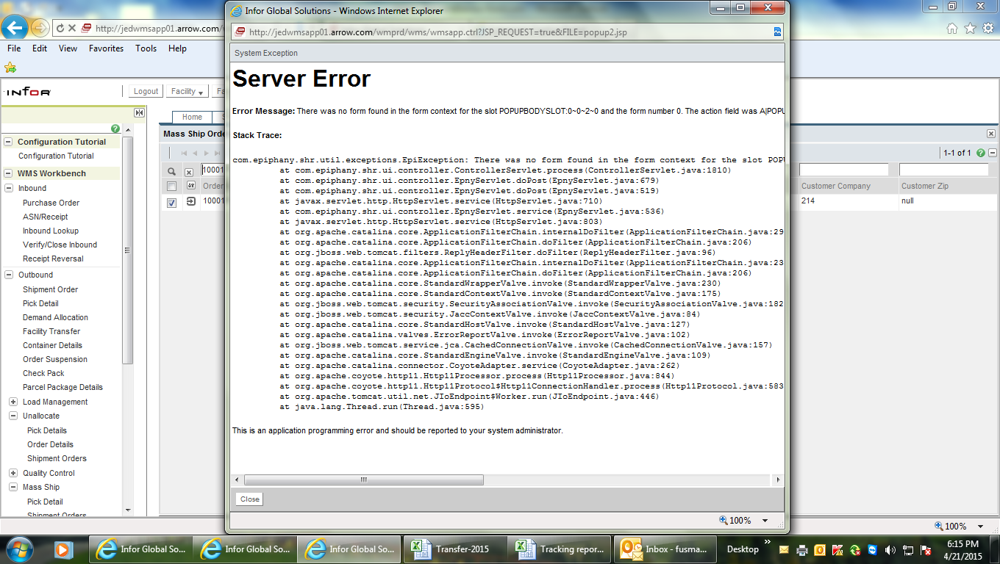 Infor Global Solutions - Windows Internet Explorer
6:15 PM
http://jedwmsapp01.arrow.com/w
http://jedwmsapp01.arrow.com/wmprd/wms/wmsapp.ctrl?JSP_REQUEST=true&FILE=popup2.jsp
File Edit View Favorites Tools Help
System Exception
Server Error
Error Message: There was no form found in the form context for the slot POPUPBODYSLOT:0~0~2~0 and the form number 0. The action field was A|POPU
Stack Trace:
com.epiphany.shr.util.exceptions.EpiException: There was no form found in the form context for the slot POPU
at com.epiphany.shr.ui.controller.ControllerServlet.process(ControllerServlet.java:1810)
at com.epiphany.shr.ui.controller.EpnyServlet.doPost(EpnyServlet.java:679)
at com.epiphany.shr.ui.controller.EpnyServlet.doPost(EpnyServlet.java:519)
at javax.servlet.http.HttpServlet.service(HttpServlet.java:710)
at com.epiphany.shr.ui.controller.EpnyServlet.service(EpnyServlet.java:536)
at javax.servlet.http.HttpServlet.service(HttpServlet.java:803)
at org.apache.catalina.core.ApplicationFilterChain.internalDoFilter(ApplicationFilterChain.java:29
at org.apache.catalina.core.ApplicationFilterChain.doFilter(ApplicationFilterChain.java:206)
at org.jboss.web.tomcat.filters.ReplyHeaderFilter.doFilter(ReplyHeaderFilter.java:96)
at org.apache.catalina.core.ApplicationFilterChain.internalDoFilter(ApplicationFilterChain.java:23
at org.apache.catalina.core.ApplicationFilterChain.doFilter(ApplicationFilterChain.java:206)
at org.apache.catalina.core.StandardWrapperValve.invoke(StandardWrapperValve.java:230)
at org.apache.catalina.core.StandardContextValve.invoke(StandardContextValve.java:175)
at org.jboss.web.tomcat.security.SecurityAssociationValve.invoke(SecurityAssociationValve.java:182
at org.jboss.web.tomcat.security.JaccContextValve.invoke(JaccContextValve.java:84)
at org.apache.catalina.core.StandardHostValve.invoke(StandardHostValve.java:127)
at org.apache.catalina.valves.ErrorReportValve.invoke(ErrorReportValve.java:102)
at org.jboss.web.tomcat.service.jca.CachedConnectionValve.invoke(CachedConnectionValve.java:157)
at org.apache.catalina.core.StandardEngineValve.invoke(StandardEngineValve.java:109)
at org.apache.catalina.connector.CoyoteAdapter.service(CoyoteAdapter.java:262)
at org.apache.coyote.http11.Http11Processor.process(Http11Processor.java:844)
at org.apache.coyote.http11.Http11Protocol$Http11ConnectionHandler.process(Http11Protocol.java:583
at org.apache.tomcat.util.net.JIoEndpoint$Worker.run(JIoEndpoint.java:446)
at java.lang.Thread.run(Thread.java:595)
This is an application programming error and should be reported to your system administrator.
Close
100%
infor
Logout Facility Fa
Home S
Configuration Tutorial
Configuration Tutorial
WMS Workbench
Inbound
Purchase Order
ASN/Receipt
Inbound Lookup
Verify/Close Inbound
Receipt Reversal
Outbound
Shipment Order
Pick Detail
Demand Allocation
Facility Transfer
Container Details
Order Suspension
Check Pack
Parcel Package Details
Load Management
Unallocate
Pick Details
Order Details
Shipment Orders
Quality Control
Mass Ship
Pick Detail
Shipment Orders
Mass Ship Orde
1-1 of 1
10001
Order
Customer Company Customer Zip
10001
214 null
100%
Infor Global So... Infor Global So... Infor Global So... Transfer-2015 Tracking repor... Inbox - fusma... Desktop
4/21/2015